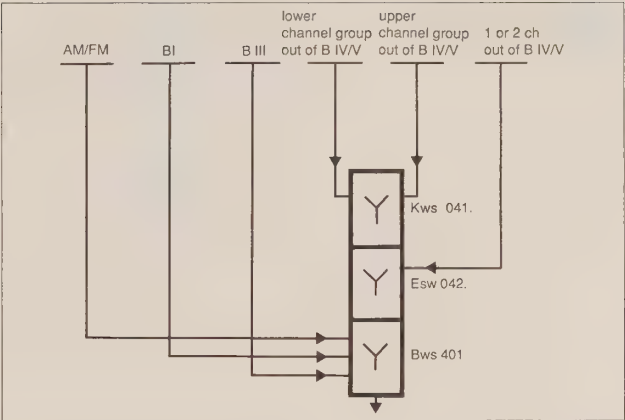 lower
channel group
out of B IV/V
upper
channel group
out of B IV/V
1 or 2 ch
out of B IV/V
AM/FM
BI
B III
Kws 041.
Esw 042.
Bws 401